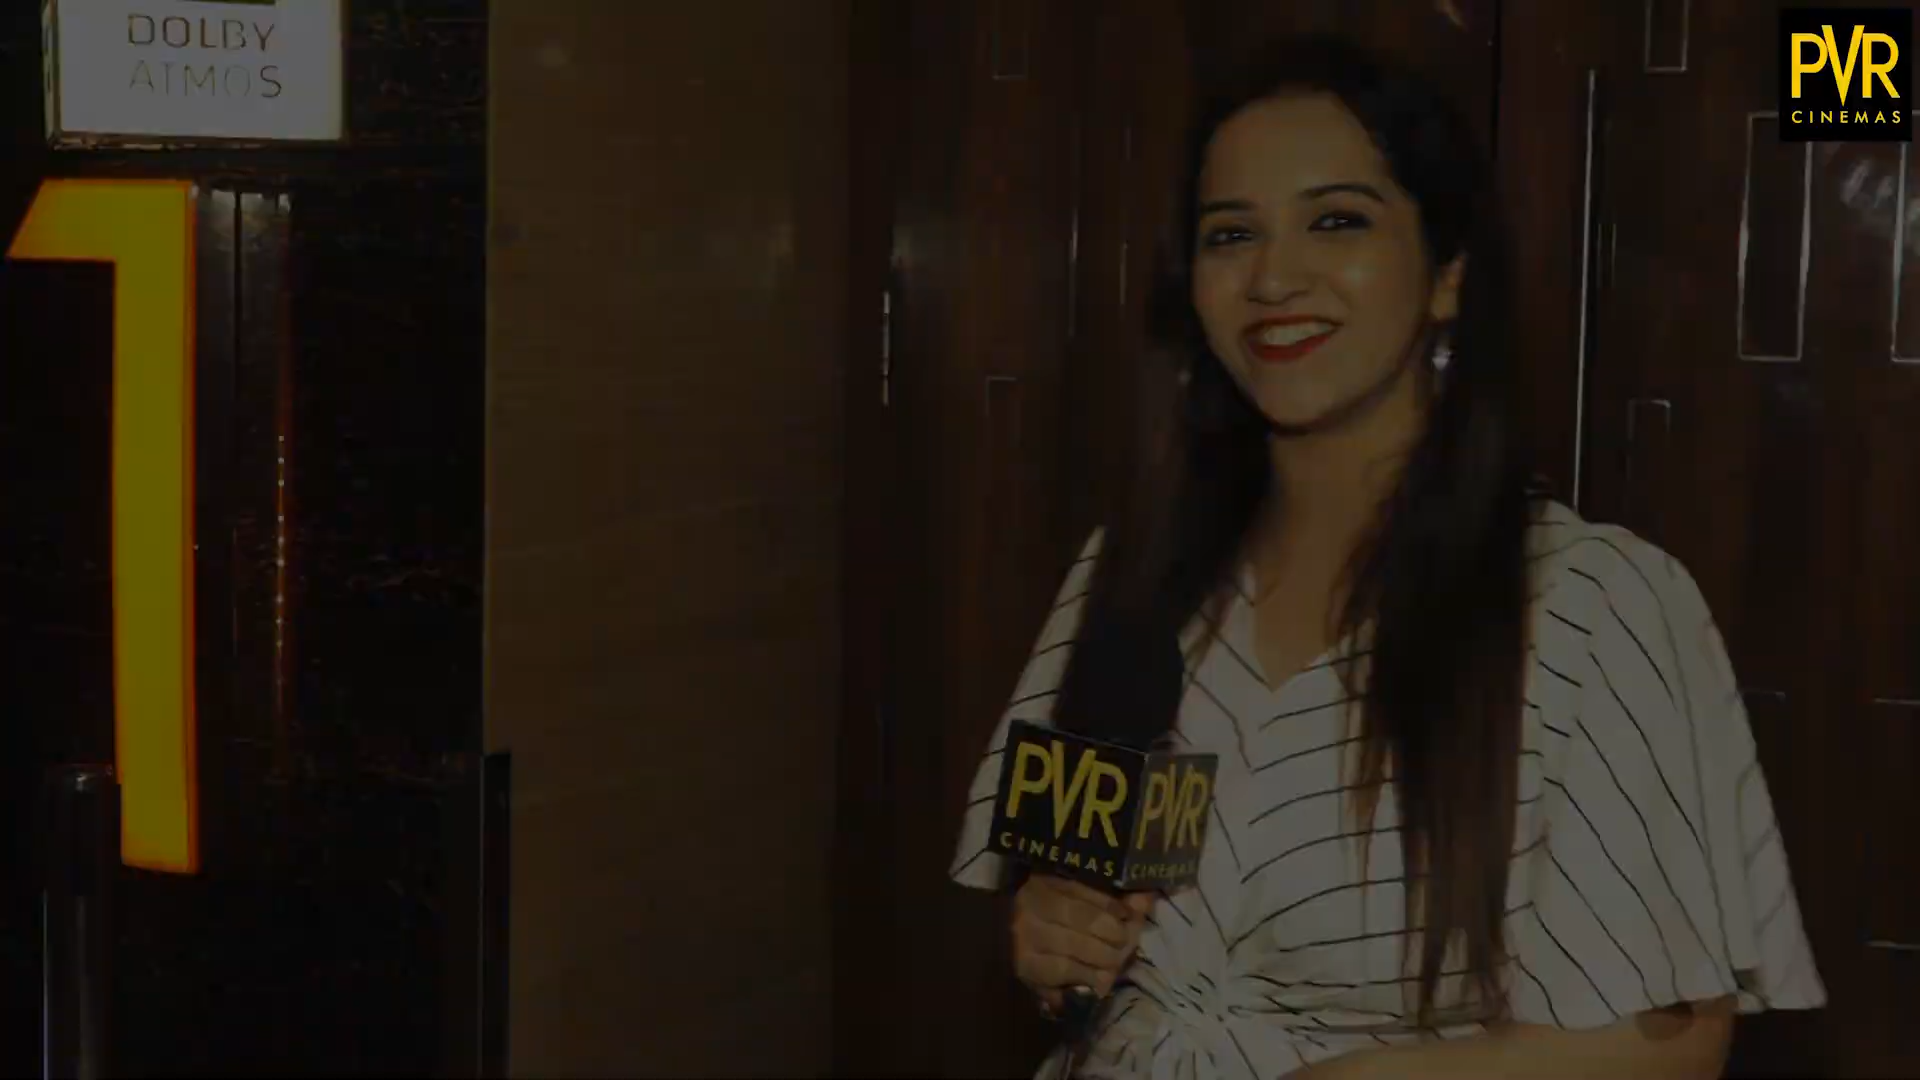 DOLBY
ATMOS
1
PVR
CINEMAS
PVR
CINEMAS
PVR
CINEMAS